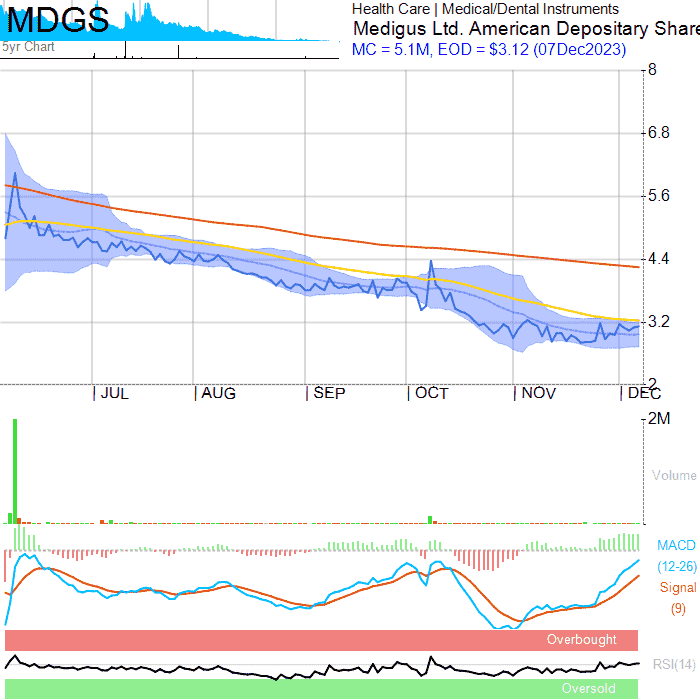 MDGS
5yr Chart
Health Care | Medical/Dental Instruments
Medigus Ltd. American Depositary Share
MC = 5.1M, EOD = $3.12 (07Dec2023)
8
6.8
5.6
4.4
3.2
2
JUL AUG SEP OCT NOV DEC
2M
Volume
MACD
(12-26)
Signal
(9)
Overbought
RSI(14)
Oversold